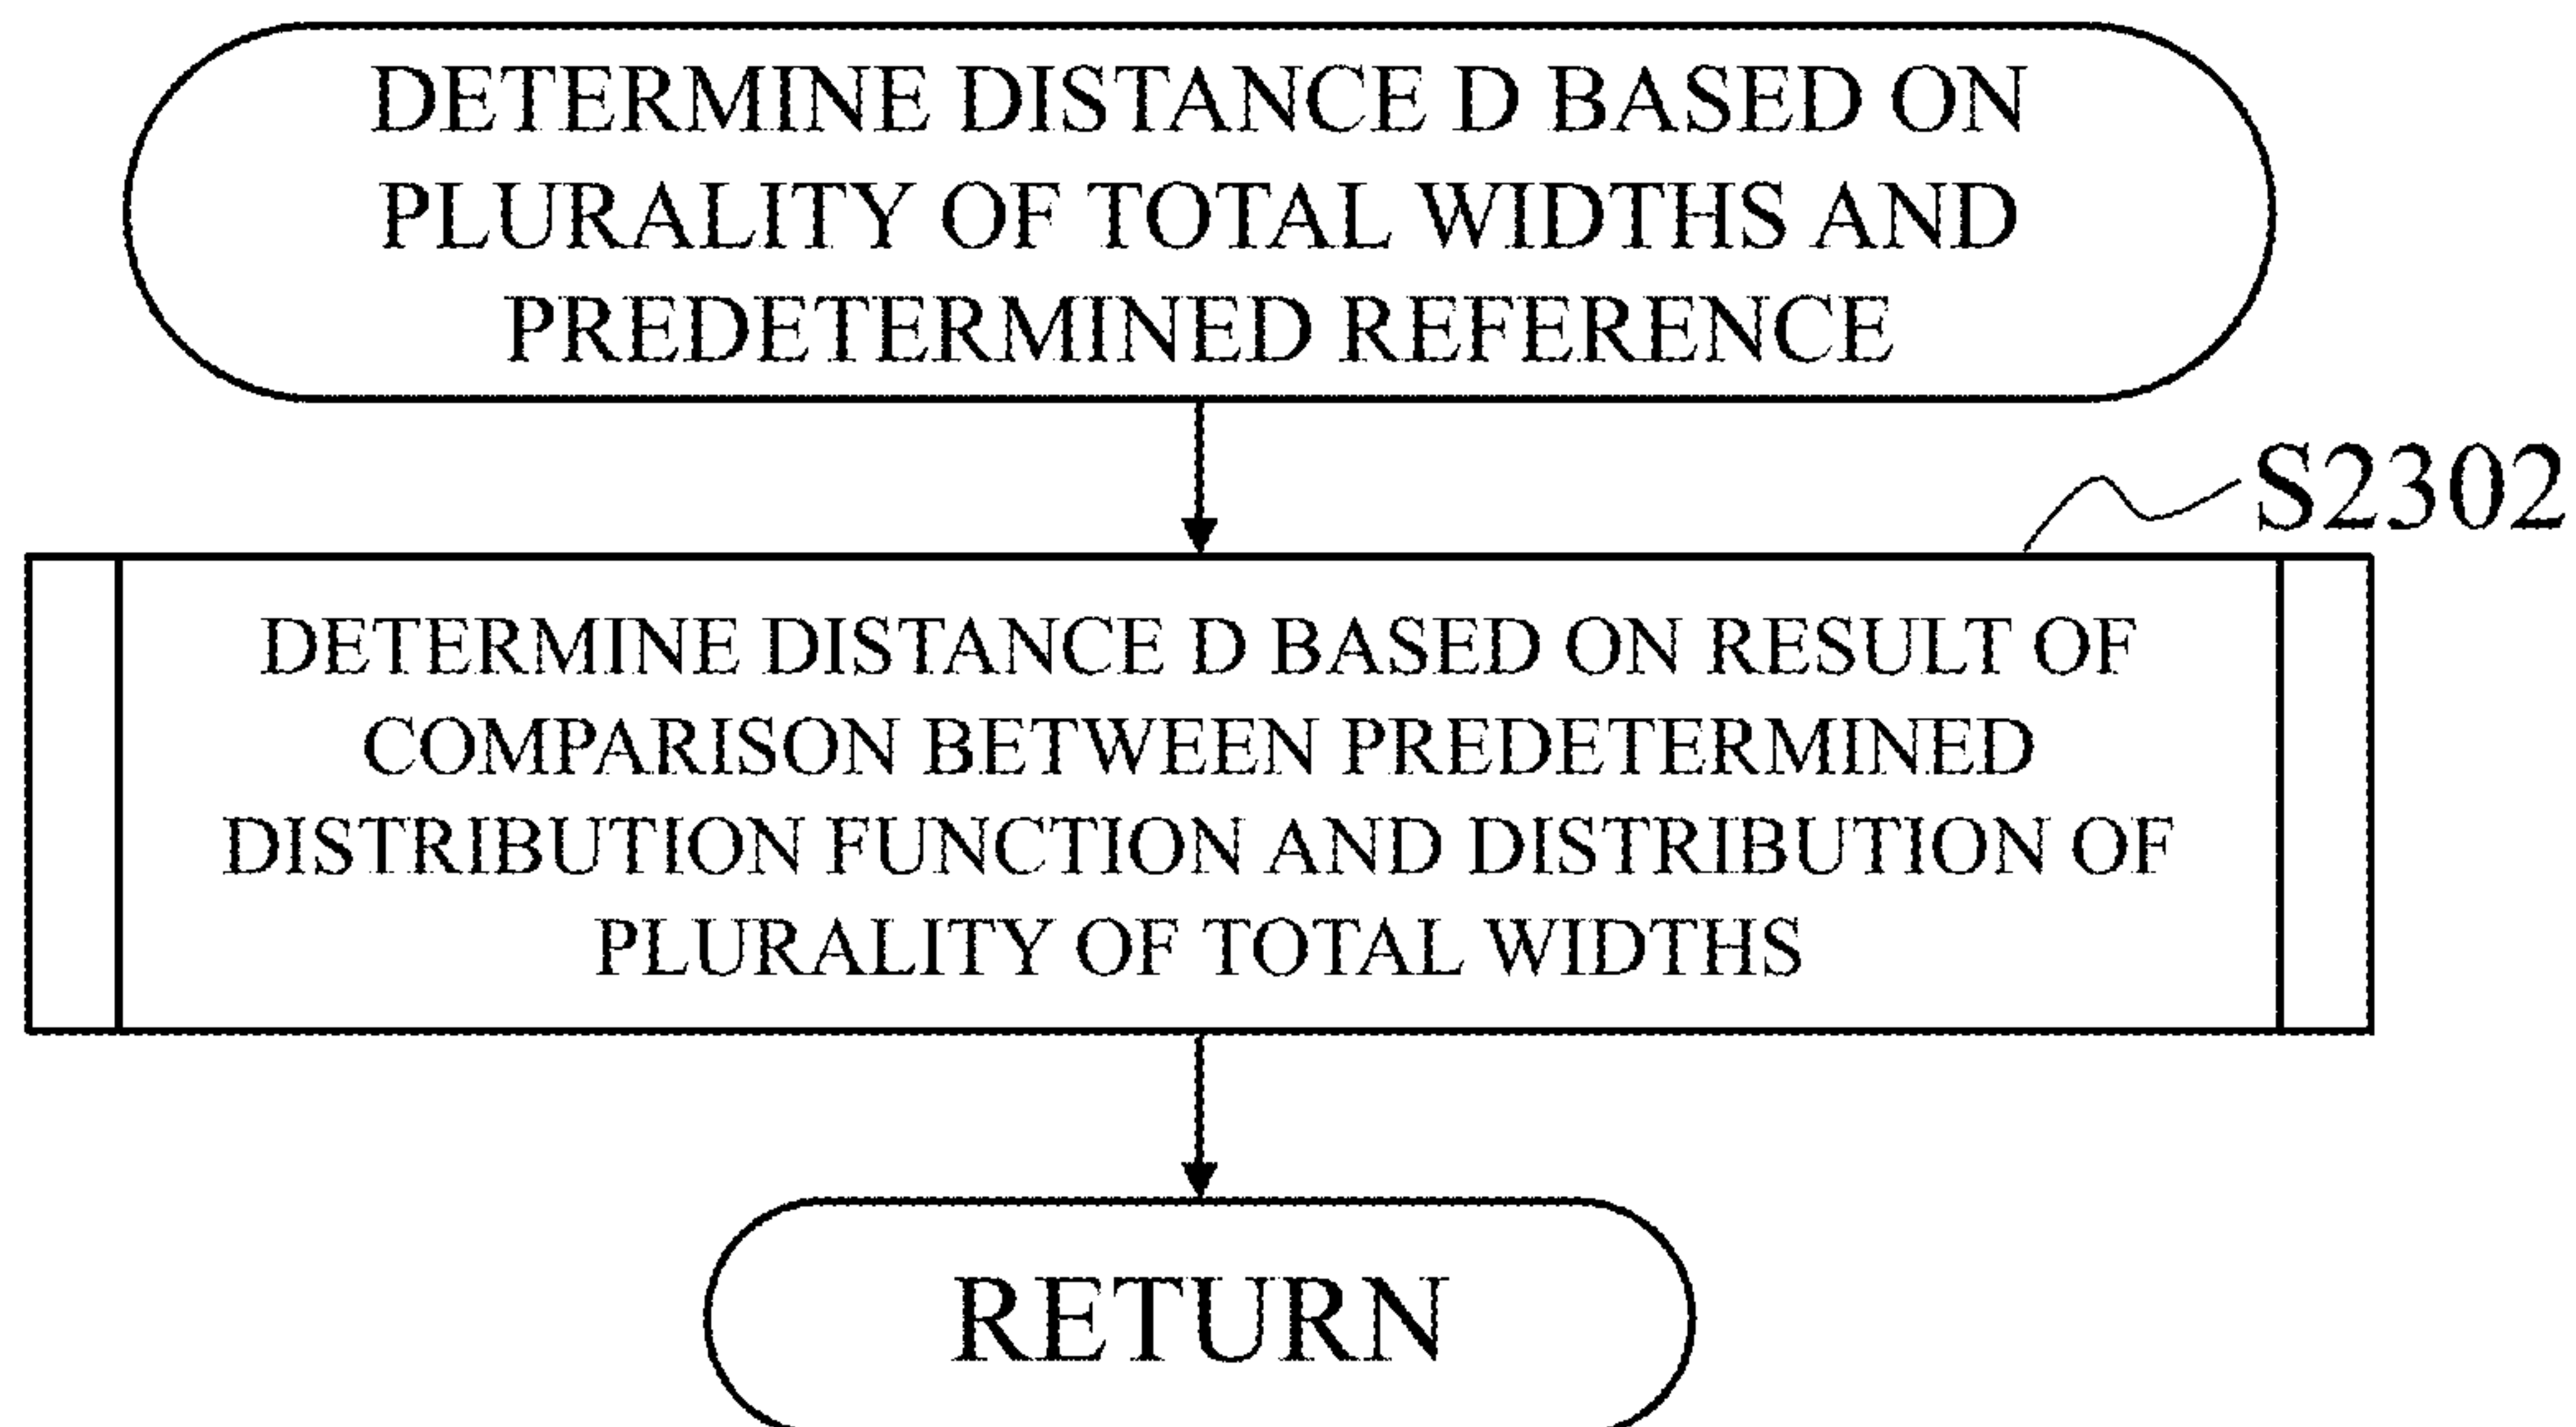 DETERMINE DISTANCE D BASED ON
PLURALITY OF TOTAL WIDTHS AND
PREDETERMINED REFERENCE
S2302
DETERMINE DISTANCE D BASED ON RESULT OF
COMPARISON BETWEEN PREDETERMINED
DISTRIBUTION FUNCTION AND DISTRIBUTION OF
PLURALITY OF TOTAL WIDTHS
RETURN